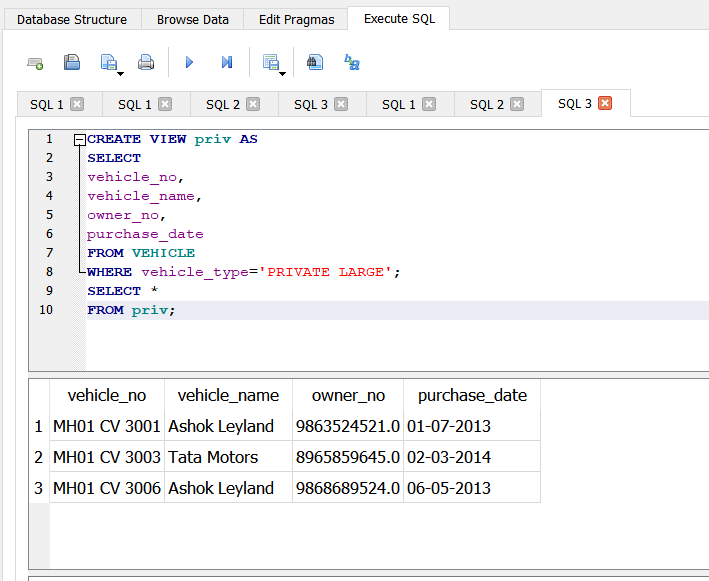 Database Structure Browse Data Edit Pragmas Execute SQL
SQL 1 SQL 1 SQL 2 SQL 3 SQL 1 SQL 2 SQL 3
1 CREATE VIEW priv AS
2 SELECT
3 vehicle_no,
4 vehicle_name,
5 owner_no,
6 purchase_date
7 FROM VEHICLE
8 WHERE vehicle_type='PRIVATE LARGE';
9 SELECT *
10 FROM priv;
vehicle_no vehicle_name owner_no purchase_date
1 MH01 CV 3001 Ashok Leyland 9863524521.0 01-07-2013
2 MH01 CV 3003 Tata Motors 8965859645.0 02-03-2014
3 MH01 CV 3006 Ashok Leyland 9868689524.0 06-05-2013